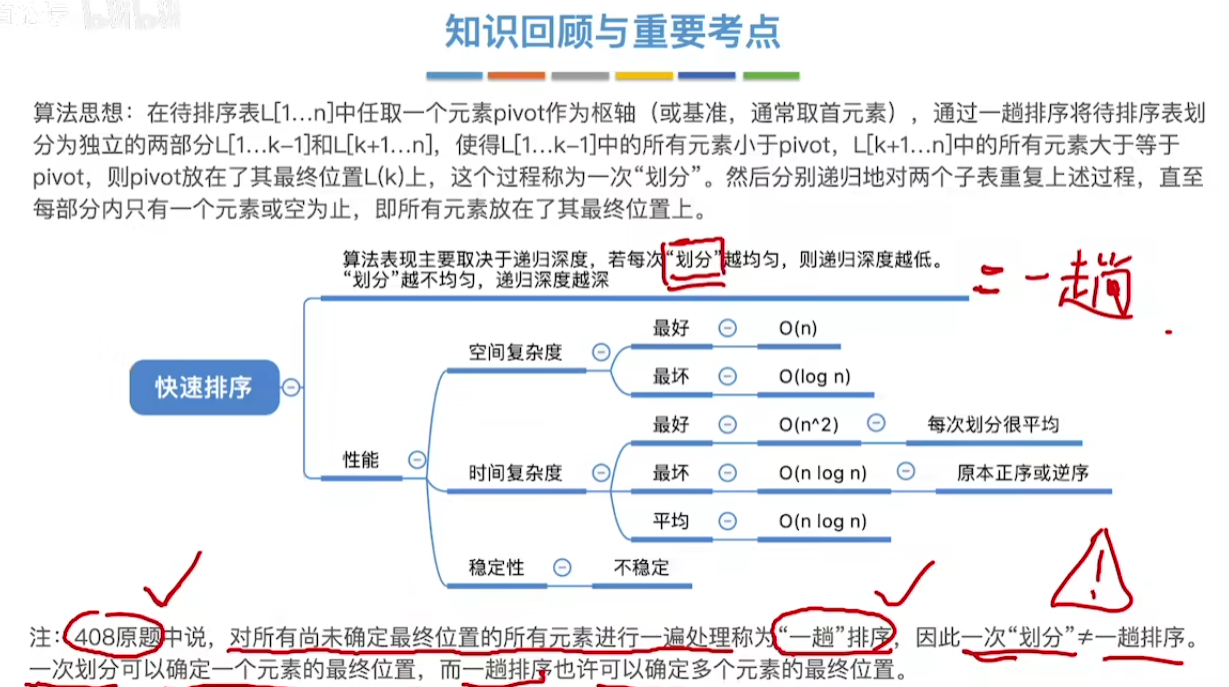 知识回顾与重要考点
算法思想：在待排序表L[1…n]中任取一个元素pivot作为枢轴（或基准，通常取首元素），通过一趟排序将待排序表划
分为独立的两部分L[1…k-1]和L[k+1…n]，使得L[1…k-1]中的所有元素小于pivot，L[k+1…n]中的所有元素大于等于
pivot，则pivot放在了其最终位置L(k)上，这个过程称为一次“划分”。然后分别递归地对两个子表重复上述过程，直至
每部分内只有一个元素或空为止，即所有元素放在了其最终位置上。
算法表现主要取决于递归深度，若每次“划分”越均匀，则递归深度越低。
“划分”越不均匀，递归深度越深
= 一趟
快速排序
性能
空间复杂度
最好 O(n)
最坏 O(log n)
时间复杂度
最好 O(n^2) 每次划分很平均
最坏 O(n log n) 原本正序或逆序
平均 O(n log n)
稳定性 不稳定
注：408原题中说，对所有尚未确定最终位置的所有元素进行一遍处理称为“一趟”排序，因此一次“划分”≠一趟排序。
一次划分可以确定一个元素的最终位置，而一趟排序也许可以确定多个元素的最终位置。